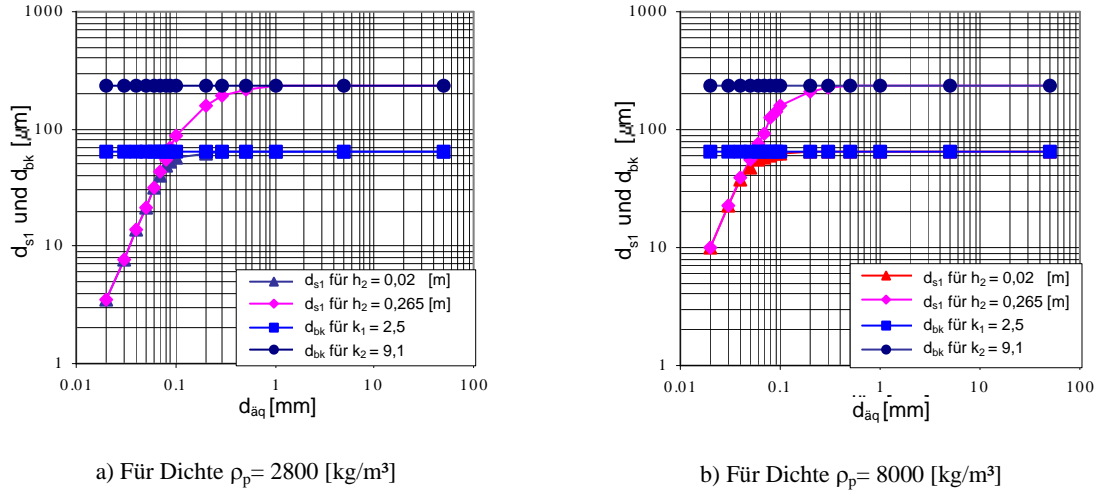 1000
100
10
1
d_s1 und d_bk [µm]
0.01 0.1 1 10 100
d_äq [mm]
d_s1 für h_2 = 0,02 [m]
d_s1 für h_2 = 0,265 [m]
d_bk für k_1 = 2,5
d_bk für k_2 = 9,1
a) Für Dichte ρ_p= 2800 [kg/m³]
1000
100
10
1
d_s1 und d_bk [µm]
0.01 0.1 1 10 100
d_äq [mm]
d_s1 für h_2 = 0,02 [m]
d_s1 für h_2 = 0,265 [m]
d_bk für k_1 = 2,5
d_bk für k_2 = 9,1
b) Für Dichte ρ_p= 8000 [kg/m³]